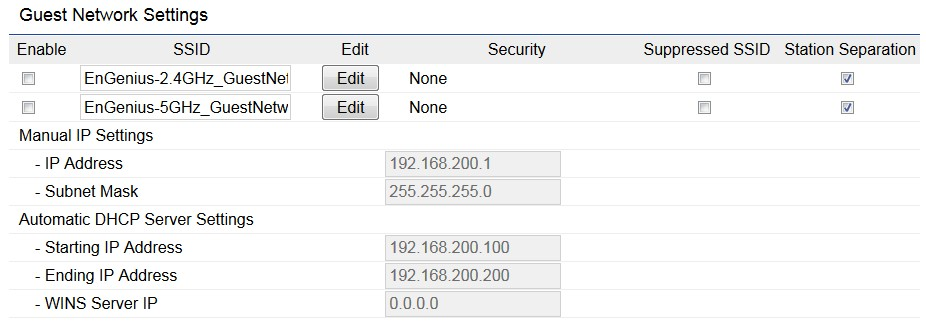 Guest Network Settings
Enable SSID Edit Security Suppressed SSID Station Separation
EnGenius-2.4GHz_GuestNet Edit None
EnGenius-5GHz_GuestNetw Edit None
Manual IP Settings
- IP Address 192.168.200.1
- Subnet Mask 255.255.255.0
Automatic DHCP Server Settings
- Starting IP Address 192.168.200.100
- Ending IP Address 192.168.200.200
- WINS Server IP 0.0.0.0